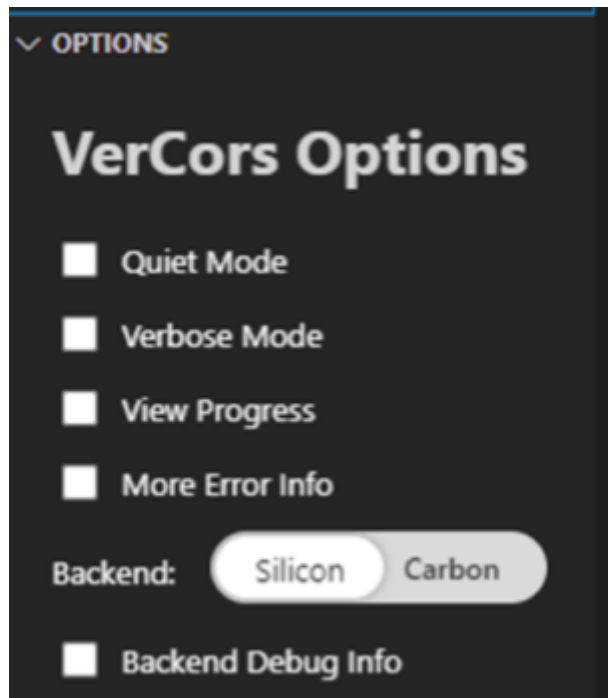 OPTIONS
VerCors Options
Quiet Mode
Verbose Mode
View Progress
More Error Info
Backend: Silicon Carbon
Backend Debug Info